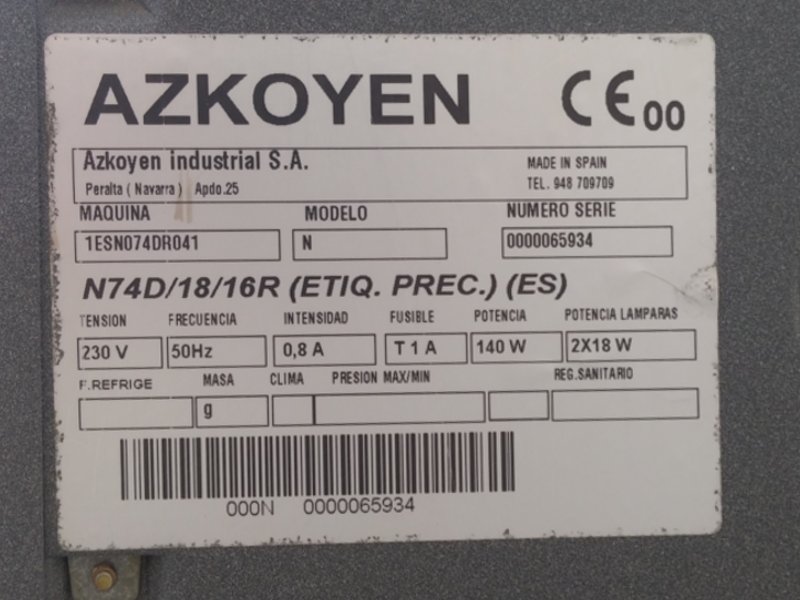 AZKOYEN CE 00
Azkoyen industrial S.A. MADE IN SPAIN
Peralta ( Navarra ) Apdo.25 TEL. 948 709709
MAQUINA MODELO NUMERO SERIE
1ESN074DR041 N 0000065934
N74D/18/16R (ETIQ. PREC.) (ES)
TENSION FRECUENCIA INTENSIDAD FUSIBLE POTENCIA POTENCIA LAMPARAS
230 V 50Hz 0,8 A T 1 A 140 W 2X18 W
F.REFRIGE MASA CLIMA PRESION MAX/MIN REG.SANITARIO
g
000N 0000065934